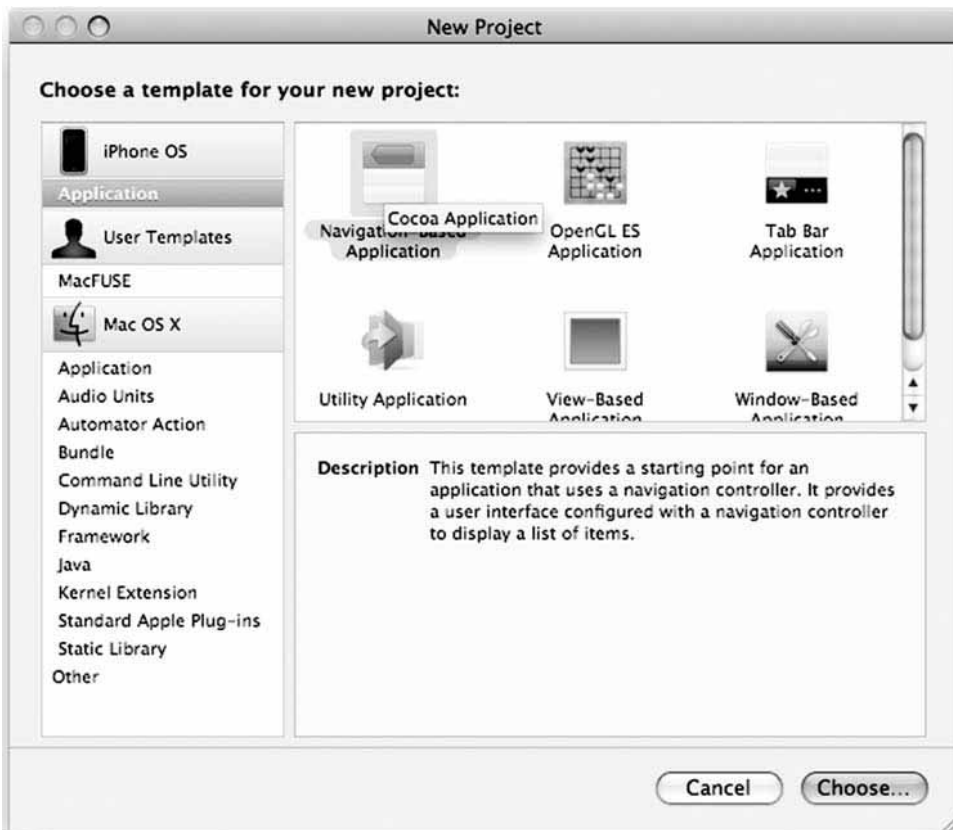 New Project
Choose a template for your new project:
iPhone OS
Application
User Templates
MacFUSE
Mac OS X
Application
Audio Units
Automator Action
Bundle
Command Line Utility
Dynamic Library
Framework
Java
Kernel Extension
Standard Apple Plug-ins
Static Library
Other
Cocoa Application
Navigation-Based
Application
OpenGL ES
Application
Tab Bar
Application
Utility Application
View-Based
Application
Window-Based
Application
Description This template provides a starting point for an
application that uses a navigation controller. It provides
a user interface configured with a navigation controller
to display a list of items.
Cancel
Choose...